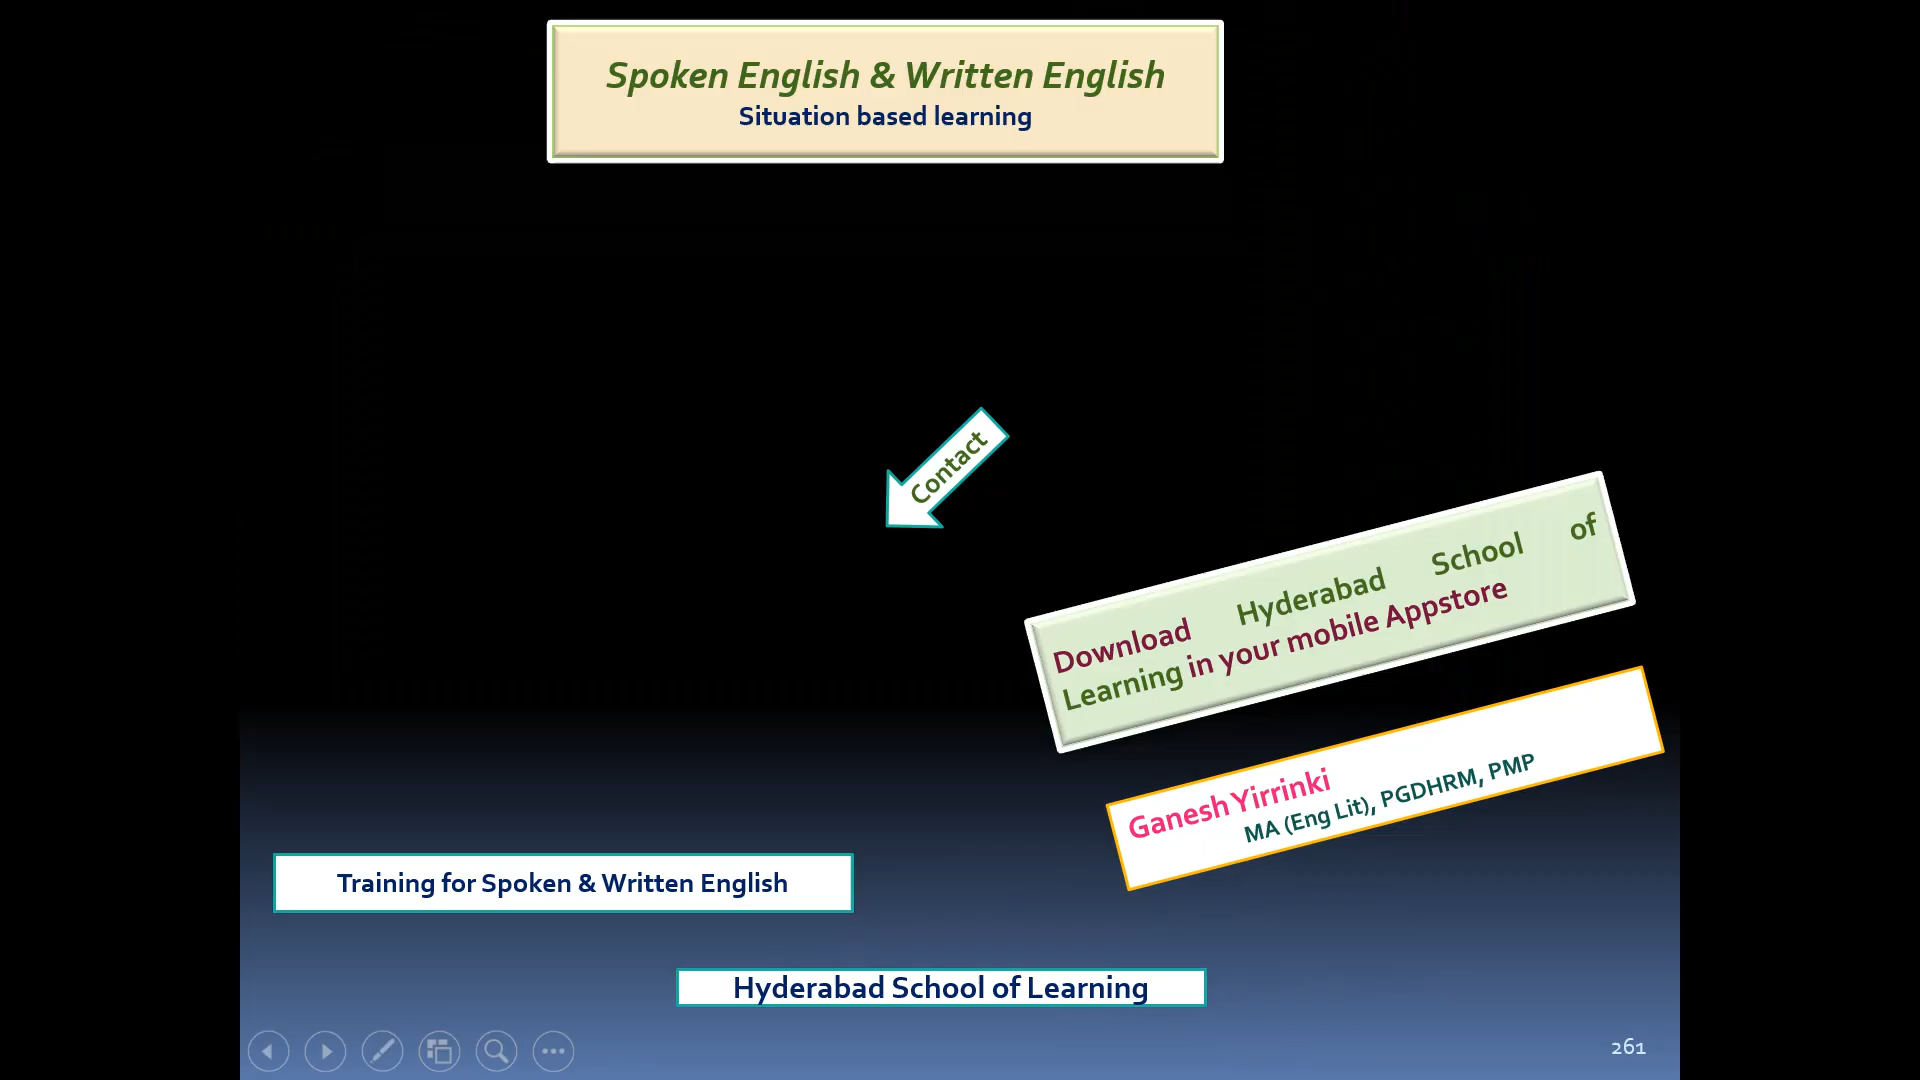 Spoken English & Written English
Situation based learning
Contact
Download Hyderabad School of
Learning in your mobile Appstore
Ganesh Yirrinki
MA (Eng Lit), PGDHRM, PMP
Training for Spoken & Written English
Hyderabad School of Learning
261